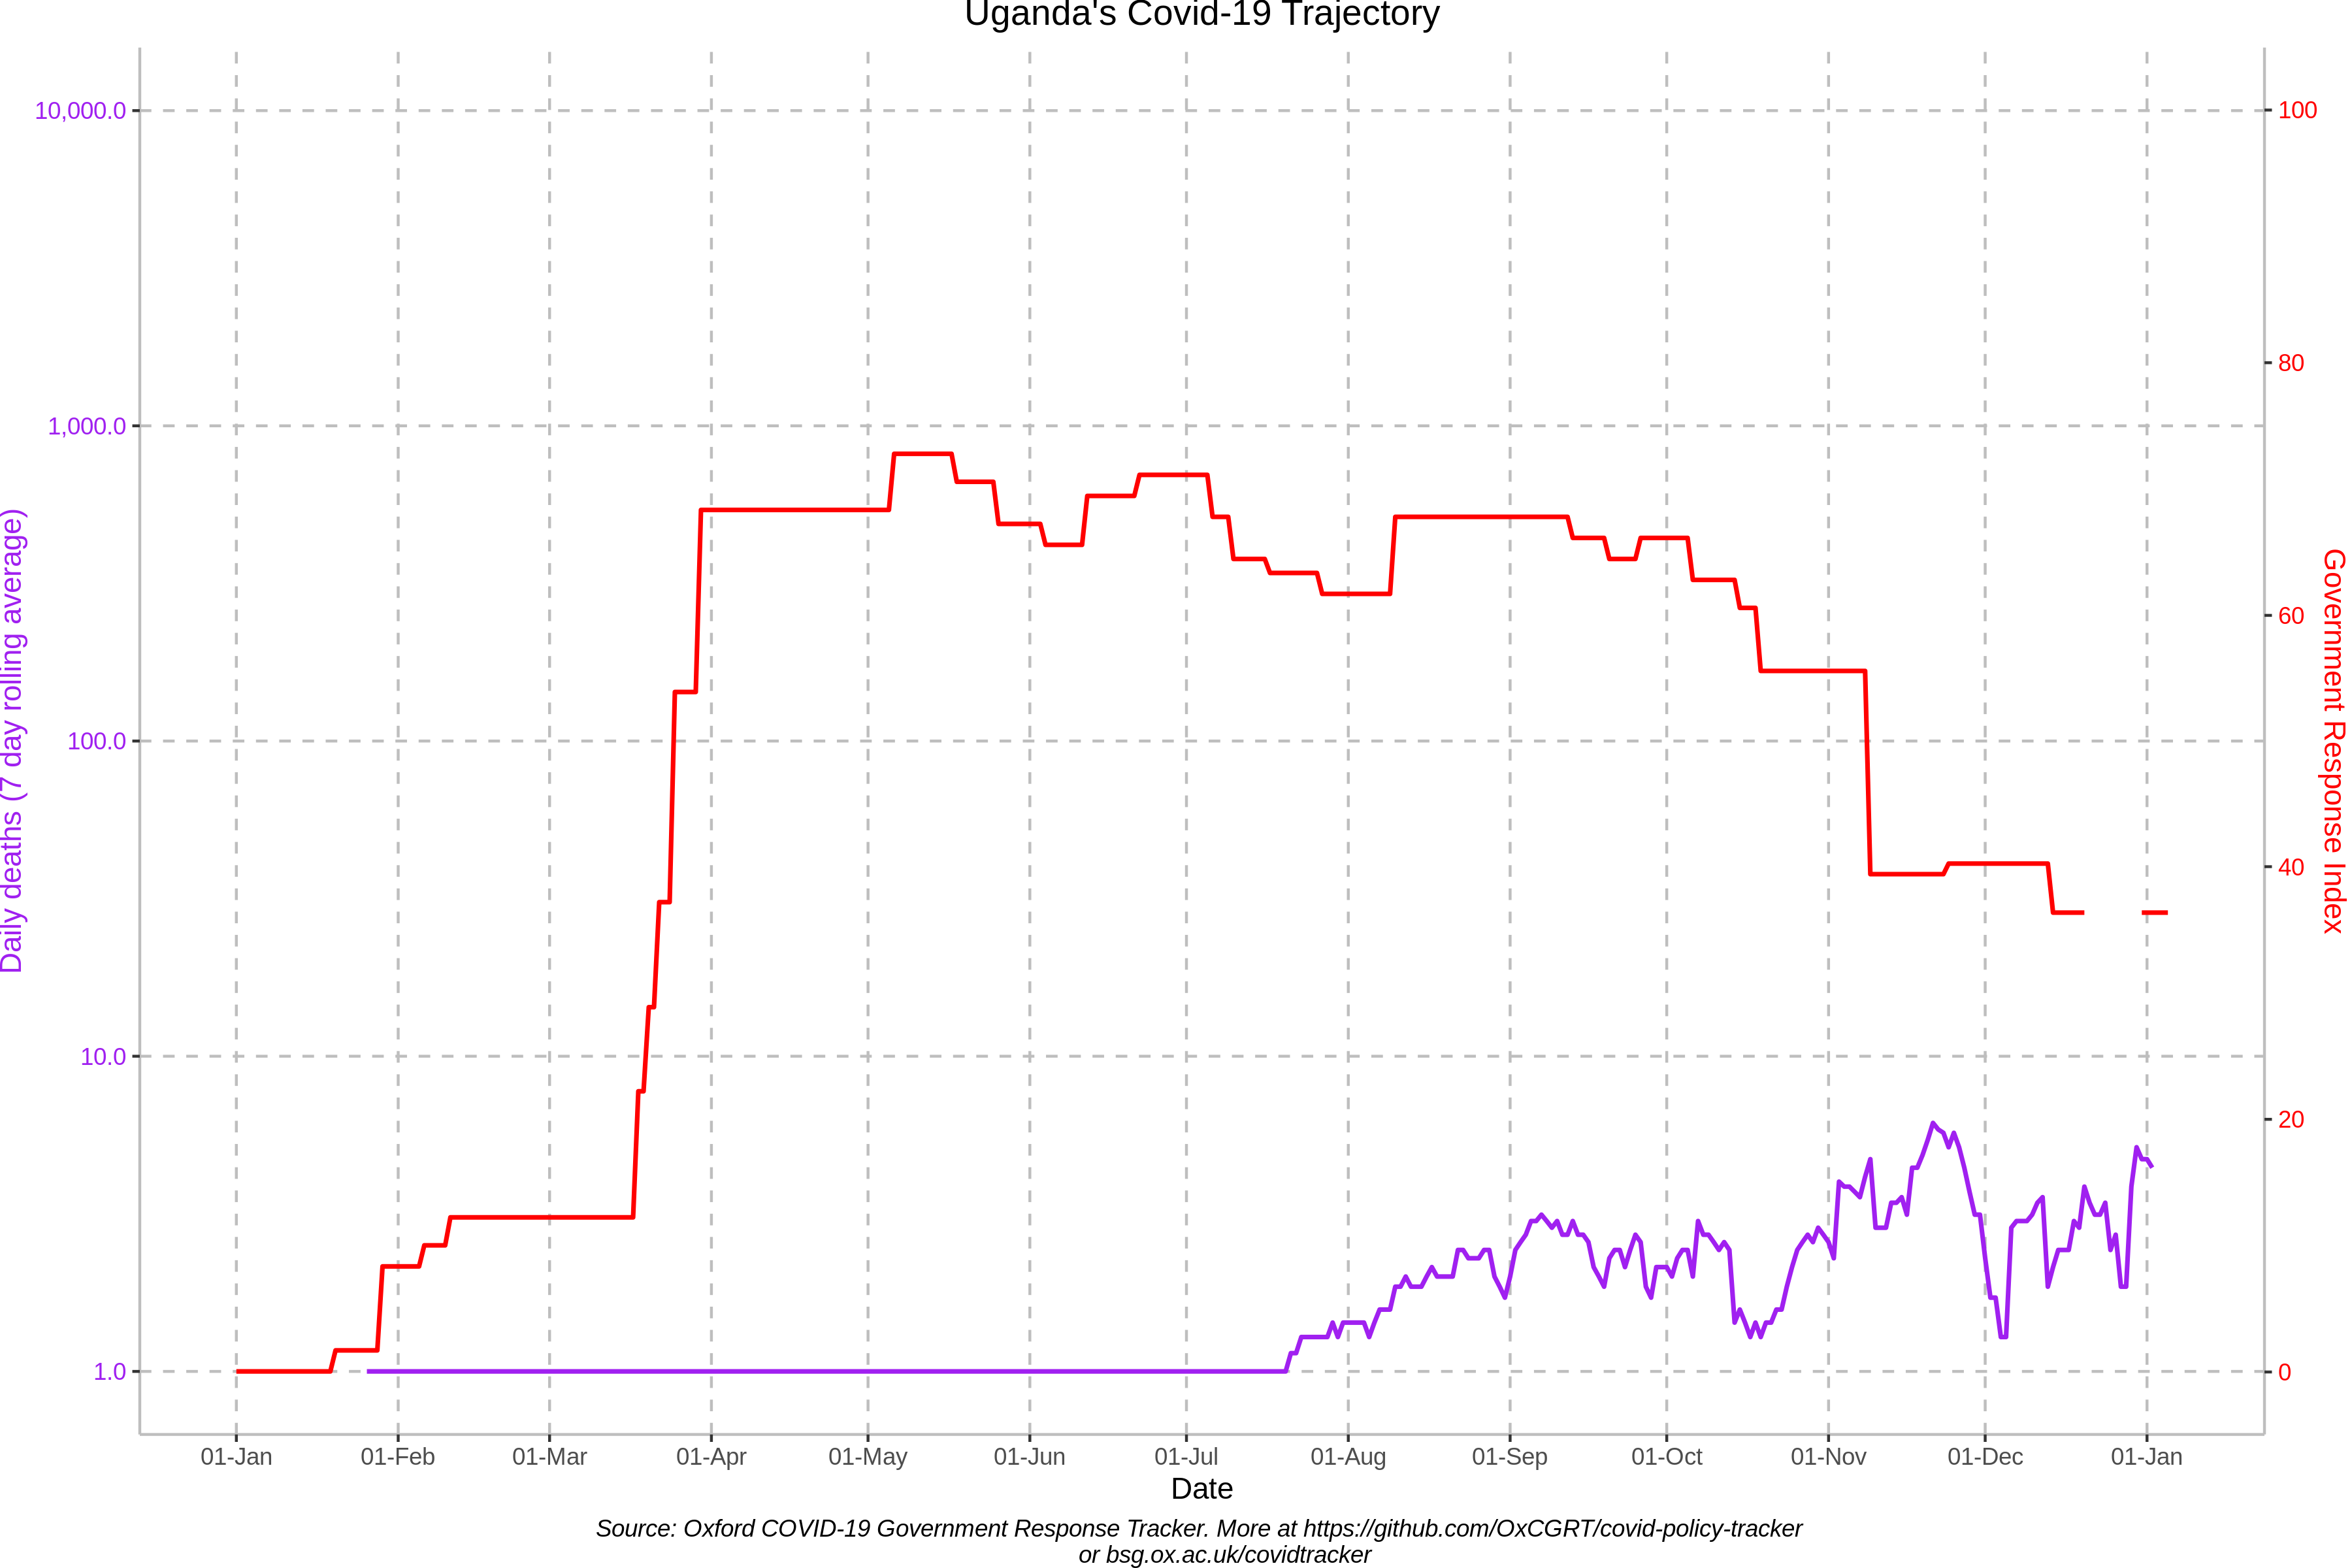 Uganda's Covid-19 Trajectory
10,000.0
1,000.0
100.0
10.0
1.0
Daily deaths (7 day rolling average)
100
80
60
40
20
0
Government Response Index
01-Jan 01-Feb 01-Mar 01-Apr 01-May 01-Jun 01-Jul 01-Aug 01-Sep 01-Oct 01-Nov 01-Dec 01-Jan
Date
Source: Oxford COVID-19 Government Response Tracker. More at https://github.com/OxCGRT/covid-policy-tracker
or bsg.ox.ac.uk/covidtracker